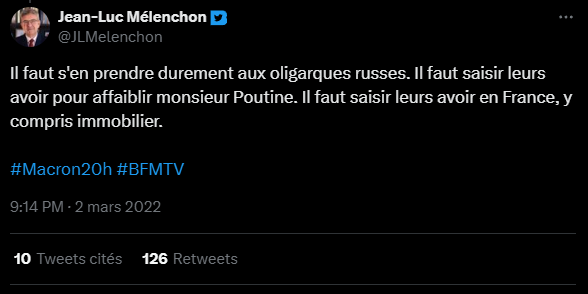 Jean-Luc Mélenchon
@JLMelenchon
Il faut s'en prendre durement aux oligarques russes. Il faut saisir leurs
avoir pour affaiblir monsieur Poutine. Il faut saisir leurs avoir en France, y
compris immobilier.
#Macron20h #BFMTV
9:14 PM · 2 mars 2022
10 Tweets cités 126 Retweets